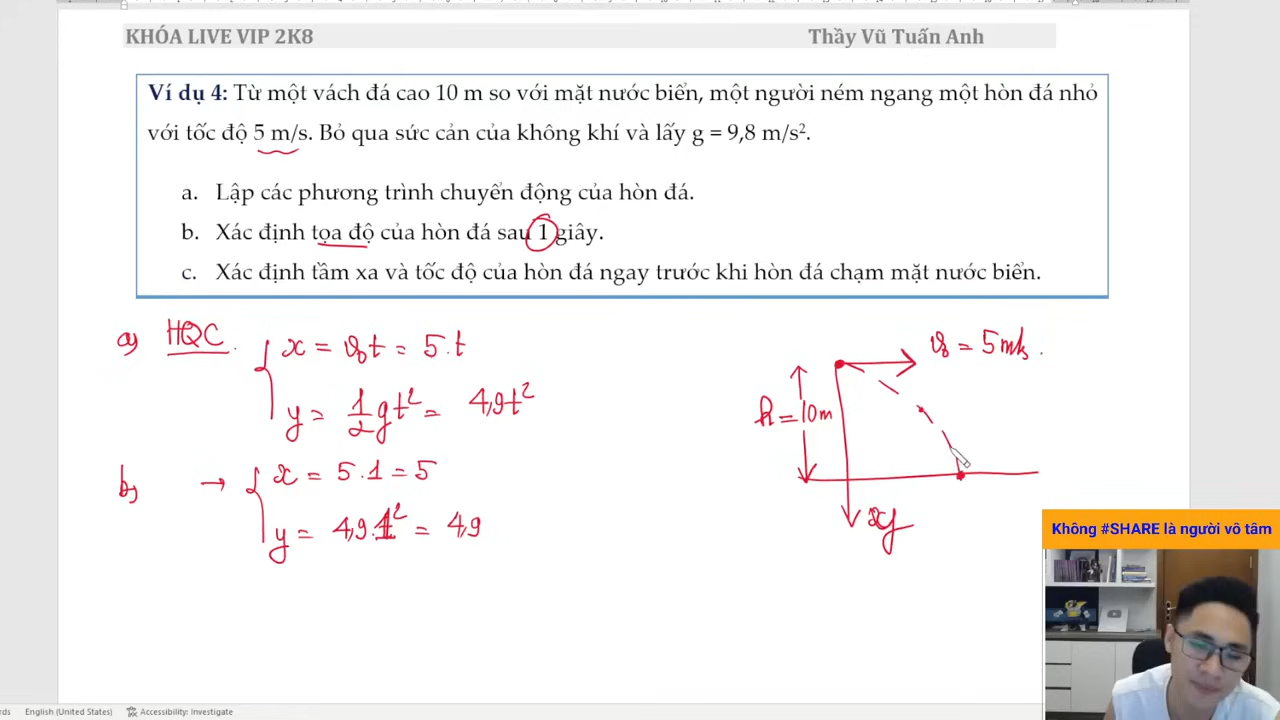 KHÓA LIVE VIP 2K8 Thầy Vũ Tuấn Anh
Ví dụ 4: Từ một vách đá cao 10 m so với mặt nước biển, một người ném ngang một hòn đá nhỏ
với tốc độ 5 m/s. Bỏ qua sức cản của không khí và lấy g = 9,8 m/s².
a. Lập các phương trình chuyển động của hòn đá.
b. Xác định tọa độ của hòn đá sau 1 giây.
c. Xác định tầm xa và tốc độ của hòn đá ngay trước khi hòn đá chạm mặt nước biển.
a) HQC.
x = v₀t = 5.t
y = 1/2 gt² = 4,9t²
b) → x = 5.1 = 5
y = 4,9.1² = 4,9
v₀ = 5m/s.
h = 10m
y
Không #SHARE là người vô tâm
rds English (United States) Accessibility: Investigate